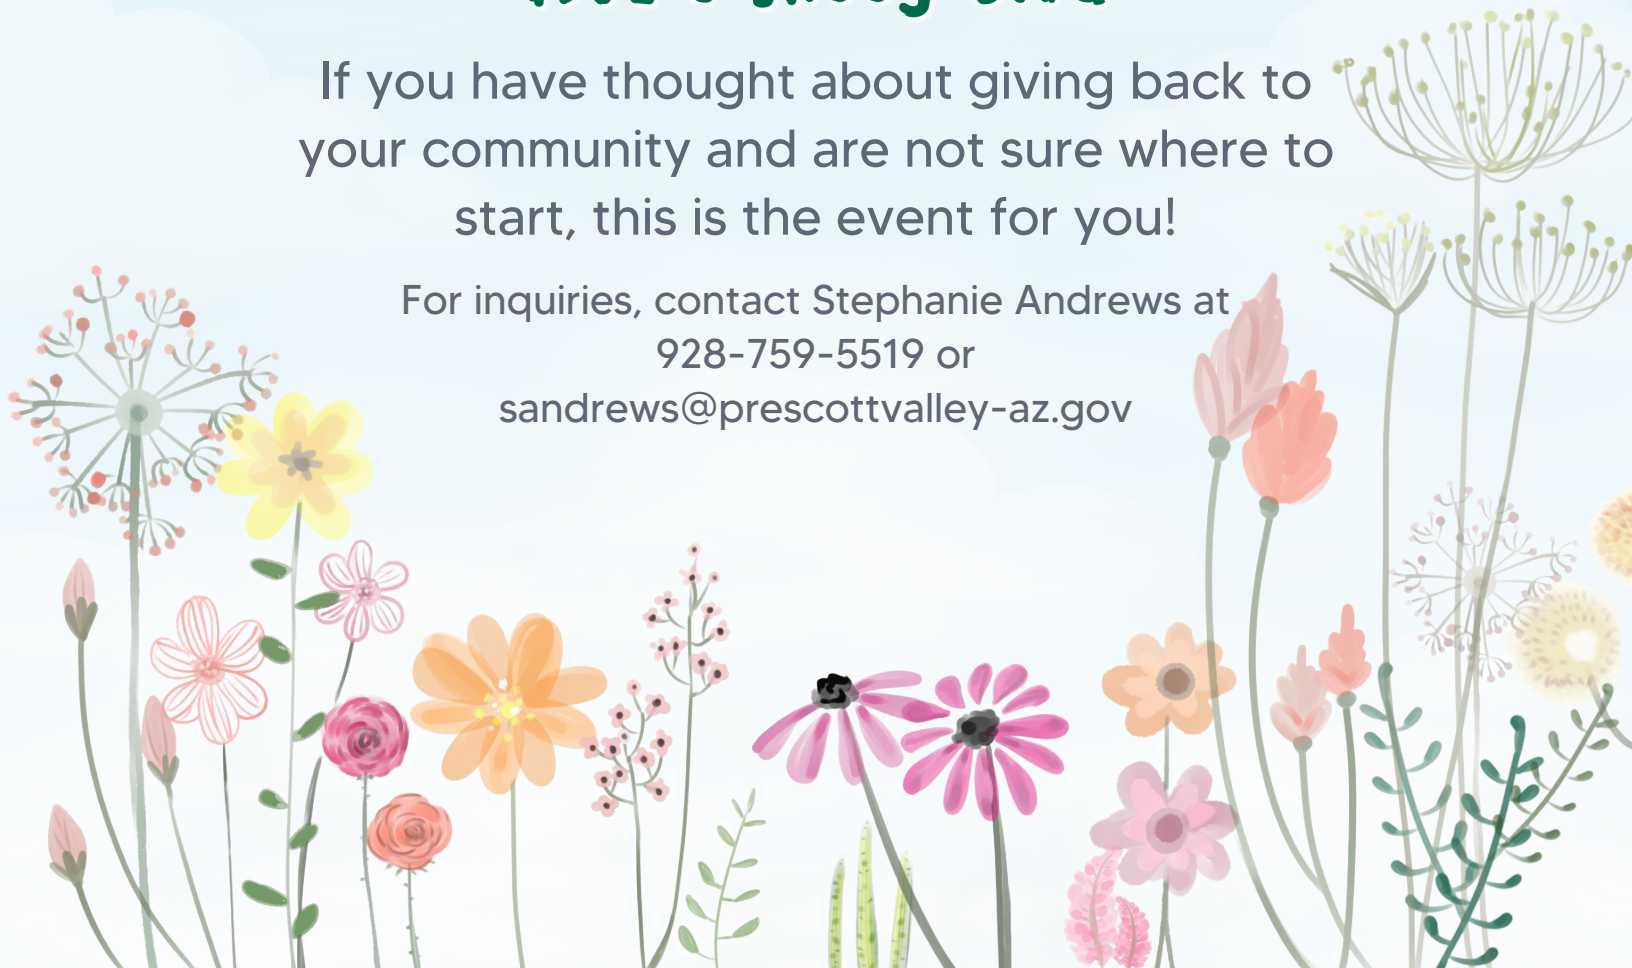 If you have thought about giving back to
your community and are not sure where to
start, this is the event for you!
For inquiries, contact Stephanie Andrews at
928-759-5519 or
sandrews@prescottvalley-az.gov